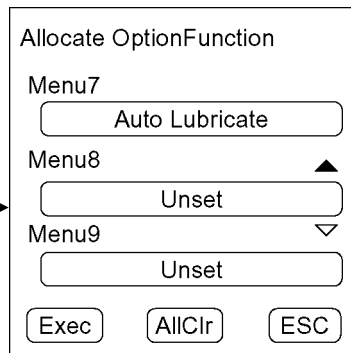 Allocate OptionFunction
Menu7
Auto Lubricate
Menu8
Unset
Menu9
Unset
Exec AllClr ESC